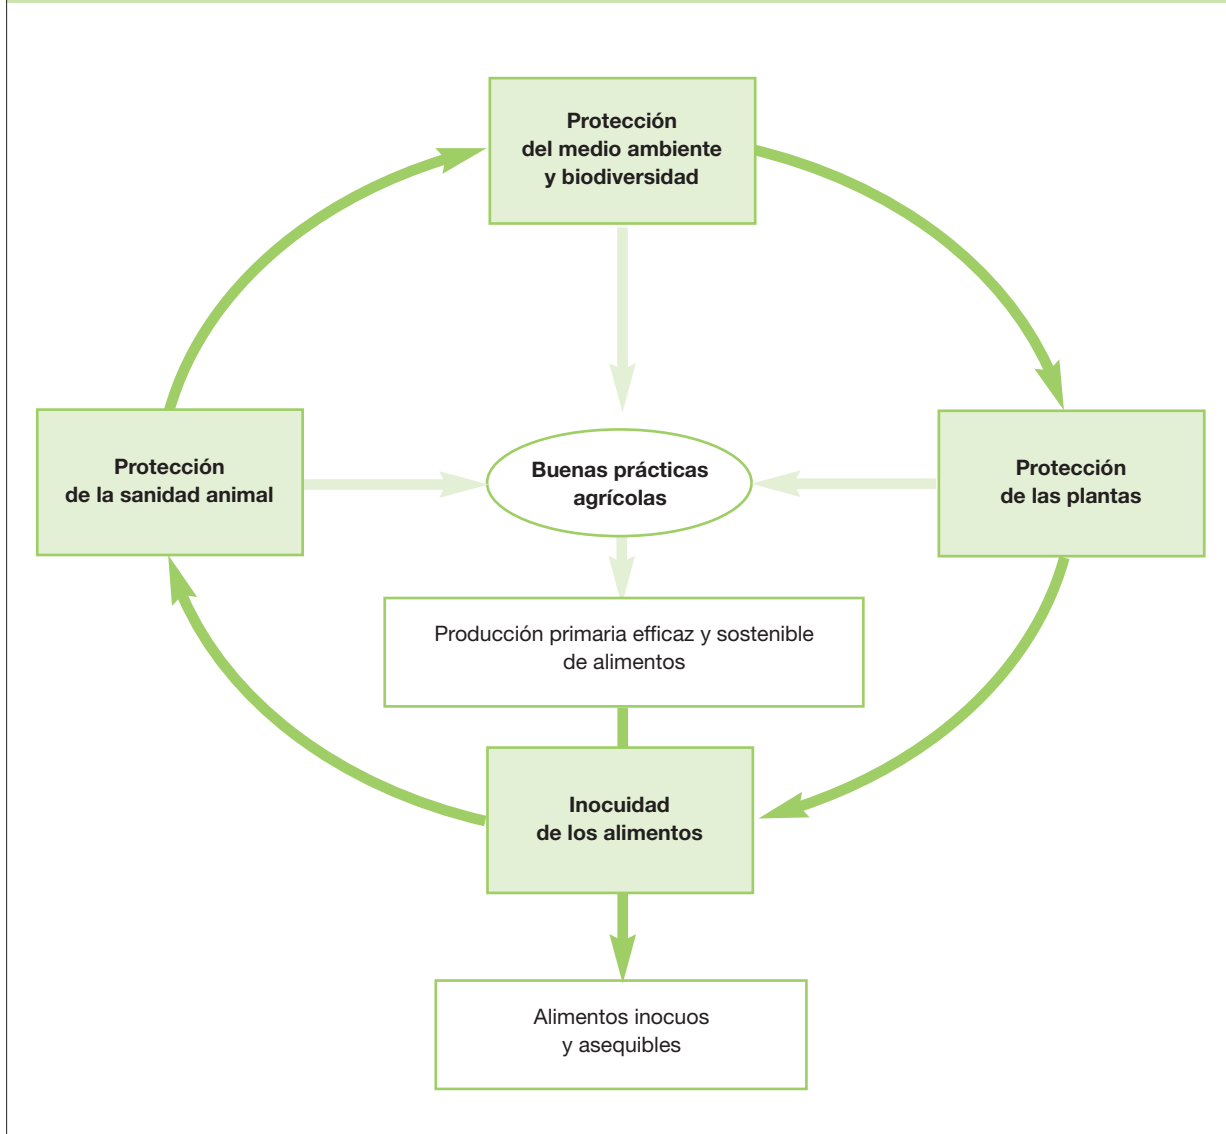 Protección
del medio ambiente
y biodiversidad
Protección
de la sanidad animal
Buenas prácticas
agrícolas
Protección
de las plantas
Producción primaria efficaz y sostenible
de alimentos
Inocuidad
de los alimentos
Alimentos inocuos
y asequibles